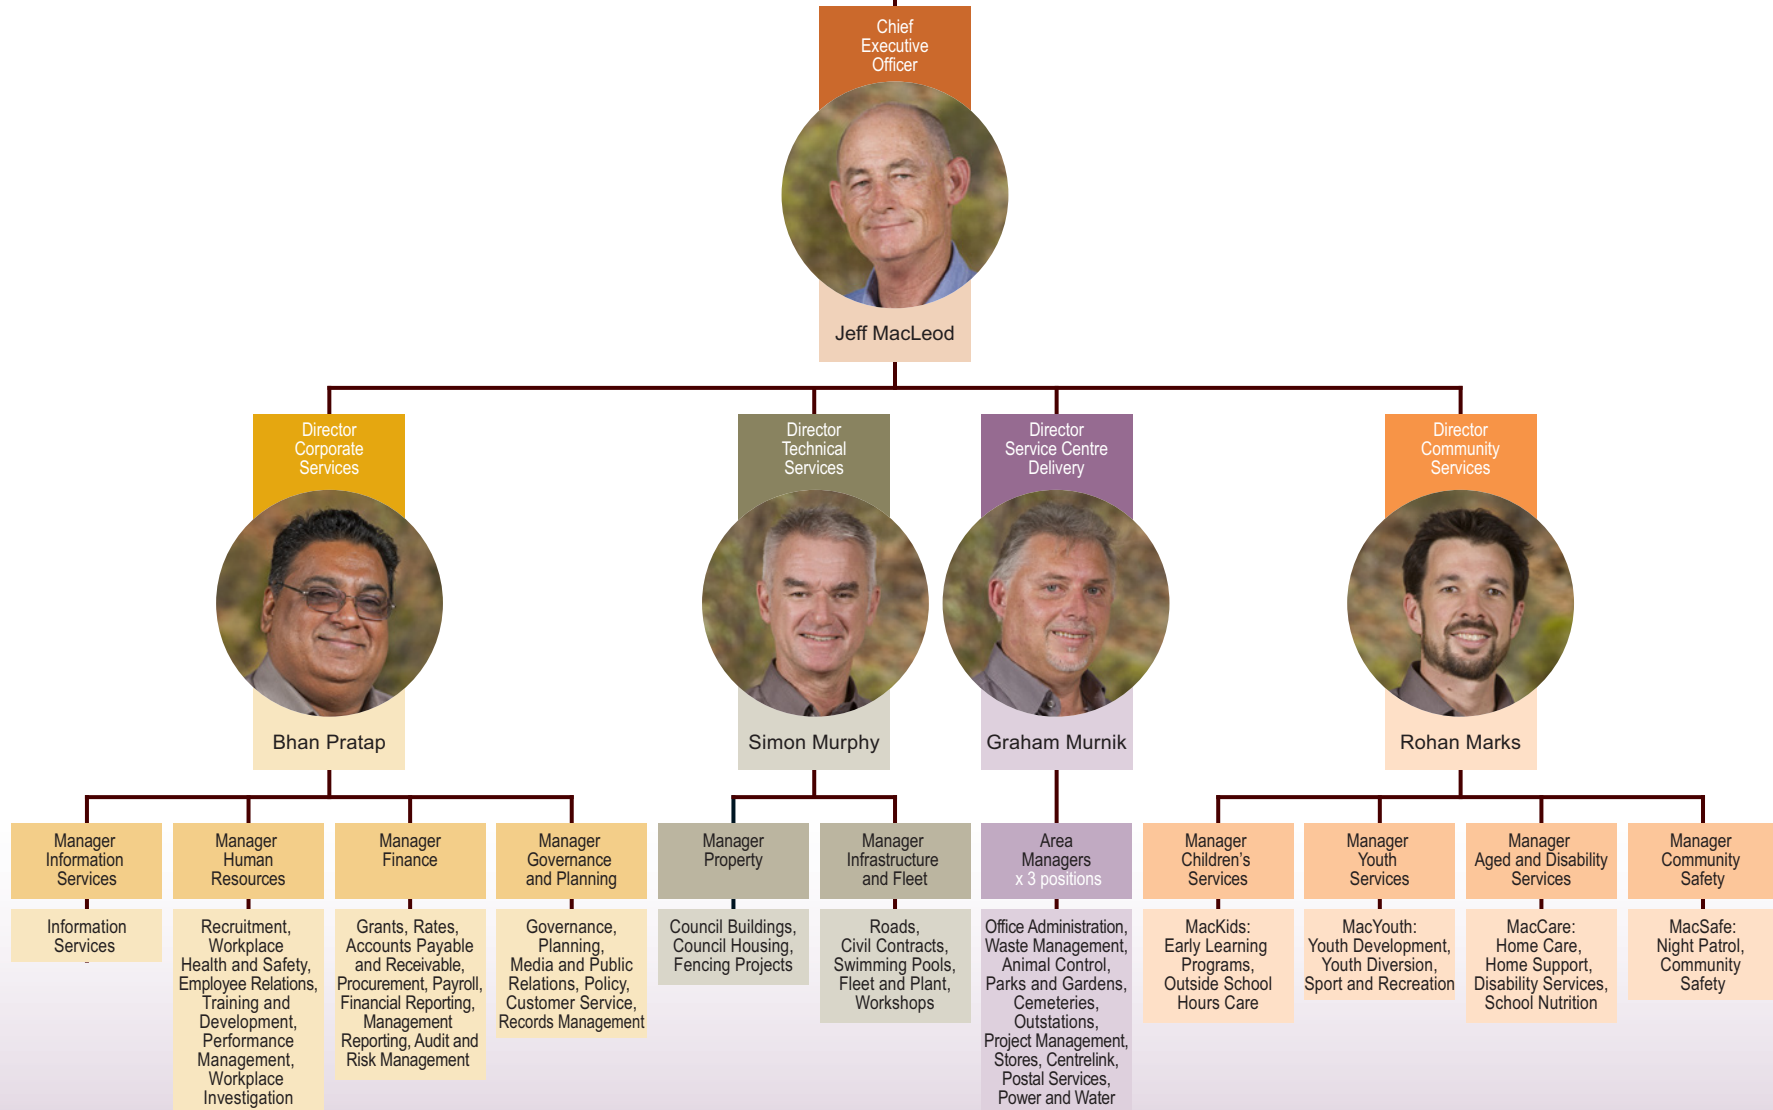 Chief
Executive
Officer
Jeff MacLeod
Director
Corporate
Services
Bhan Pratap
Director
Technical
Services
Simon Murphy
Director
Service Centre
Delivery
Graham Murnik
Director
Community
Services
Rohan Marks
Manager
Information
Services
Information
Services
Manager
Human
Resources
Recruitment,
Workplace
Health and Safety,
Employee Relations,
Training and
Development,
Performance
Management,
Workplace
Investigation
Manager
Finance
Grants, Rates,
Accounts Payable
and Receivable,
Procurement, Payroll,
Financial Reporting,
Management
Reporting, Audit and
Risk Management
Manager
Governance
and Planning
Governance,
Planning,
Media and Public
Relations, Policy,
Customer Service,
Records Management
Manager
Property
Council Buildings,
Council Housing,
Fencing Projects
Manager
Infrastructure
and Fleet
Roads,
Civil Contracts,
Swimming Pools,
Fleet and Plant,
Workshops
Area
Managers
x 3 positions
Office Administration,
Waste Management,
Animal Control,
Parks and Gardens,
Cemeteries,
Outstations,
Project Management,
Stores, Centrelink,
Postal Services,
Power and Water
Manager
Children's
Services
MacKids:
Early Learning
Programs,
Outside School
Hours Care
Manager
Youth
Services
MacYouth:
Youth Development,
Youth Diversion,
Sport and Recreation
Manager
Aged and Disability
Services
MacCare:
Home Care,
Home Support,
Disability Services,
School Nutrition
Manager
Community
Safety
MacSafe:
Night Patrol,
Community
Safety